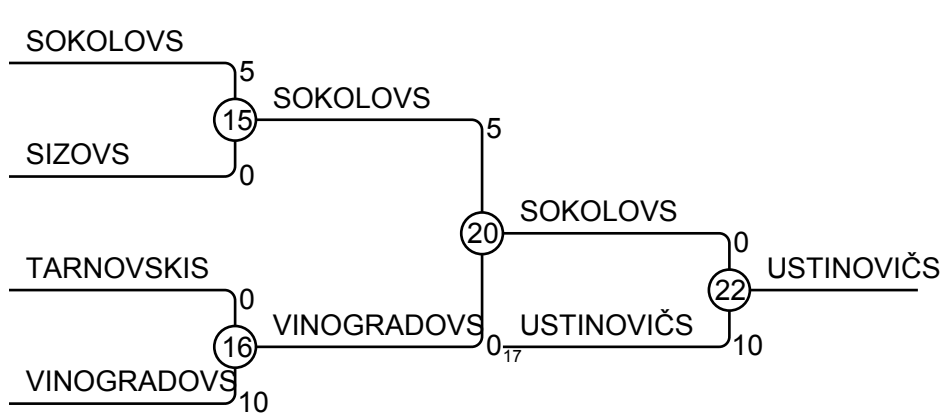 SOKOLOVS
5
SOKOLOVS
15
5
SIZOVS
0
SOKOLOVS
20
0
TARNOVSKIS
USTINOVIČS
22
0
VINOGRADOVS
USTINOVIČS
16
0
17
10
VINOGRADOVS
10